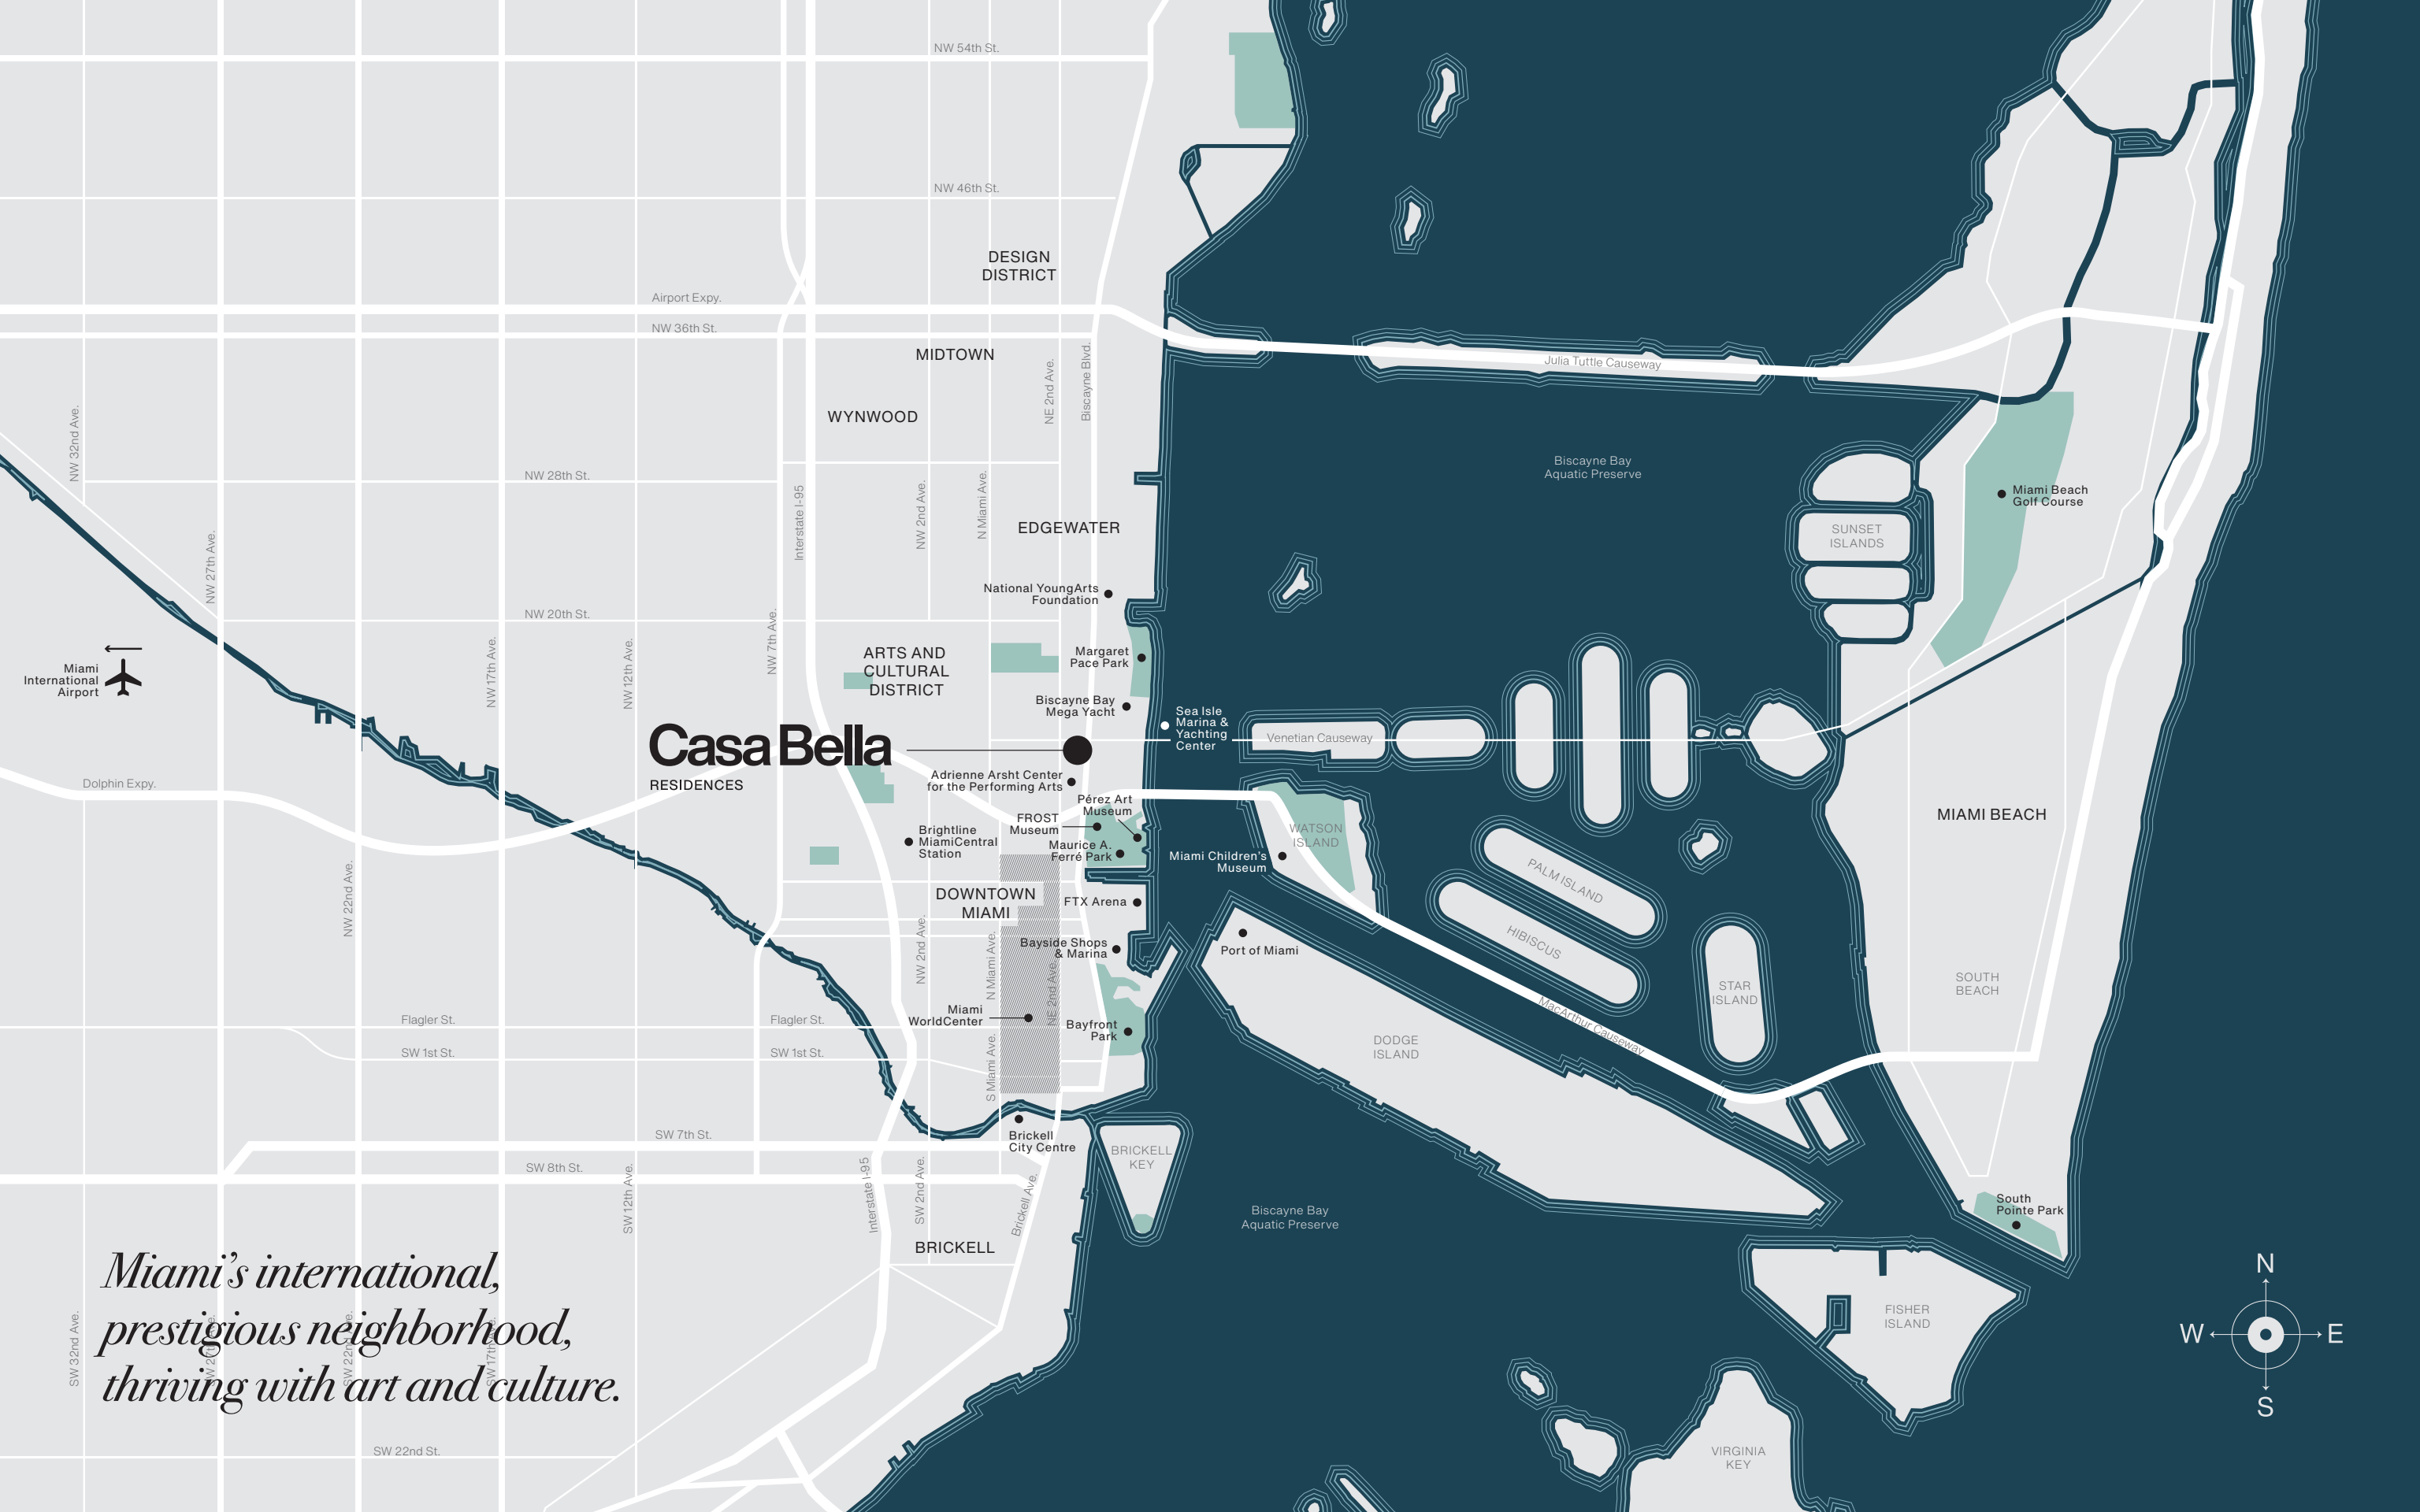 NW 54th St.
NW 46th St.
DESIGN
DISTRICT
Airport Expy.
NW 36th St.
MIDTOWN
WYNWOOD
NE 2nd Ave.
Biscayne Blvd.
Julia Tuttle Causeway
NW 32nd Ave.
NW 28th St.
Interstate I-95
NW 2nd Ave.
N Miami Ave.
EDGEWATER
Biscayne Bay
Aquatic Preserve
Miami Beach
Golf Course
SUNSET
ISLANDS
NW 27th Ave.
NW 20th St.
National YoungArts
Foundation
NW 17th Ave.
NW 12th Ave.
NW 7th Ave.
ARTS AND
CULTURAL
DISTRICT
Margaret
Pace Park
Miami
International
Airport
Biscayne Bay
Mega Yacht
Sea Isle
Marina &
Yachting
Center
Venetian Causeway
Casa Bella
RESIDENCES
Dolphin Expy.
Adrienne Arsht Center
for the Performing Arts
Pérez Art
Museum
FROST
Museum
Maurice A.
Ferré Park
Brightline
MiamiCentral
Station
WATSON
ISLAND
Miami Children's
Museum
MIAMI BEACH
PALM ISLAND
HIBISCUS
STAR
ISLAND
SOUTH
BEACH
NW 22nd Ave.
DOWNTOWN
MIAMI
FTX Arena
NW 2nd Ave.
N Miami Ave.
NE 2nd Ave.
Bayside Shops
& Marina
Port of Miami
Miami
WorldCenter
Bayfront
Park
Flagler St.
Flagler St.
SW 1st St.
SW 1st St.
S Miami Ave.
DODGE
ISLAND
MacArthur Causeway
SW 7th St.
SW 8th St.
Brickell
City Centre
BRICKELL
KEY
SW 12th Ave.
Interstate I-95
SW 2nd Ave.
Brickell Ave.
BRICKELL
Biscayne Bay
Aquatic Preserve
South
Pointe Park
FISHER
ISLAND
VIRGINIA
KEY
N
W
E
S
SW 32nd Ave.
SW 27th Ave.
SW 22nd Ave.
SW 17th Ave.
Miami's international,
prestigious neighborhood,
thriving with art and culture.
SW 22nd St.